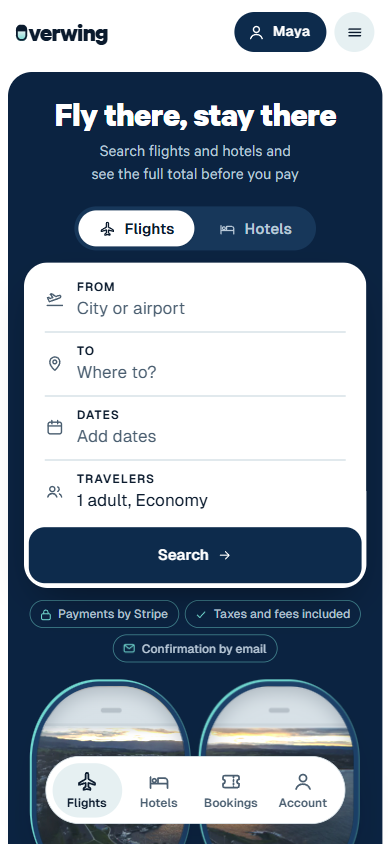 Overwing
Maya
Fly there, stay there
Search flights and hotels and
see the full total before you pay
Flights
Hotels
FROM
City or airport
TO
Where to?
DATES
Add dates
TRAVELERS
1 adult, Economy
Search →
Payments by Stripe
Taxes and fees included
Confirmation by email
Flights
Hotels
Bookings
Account